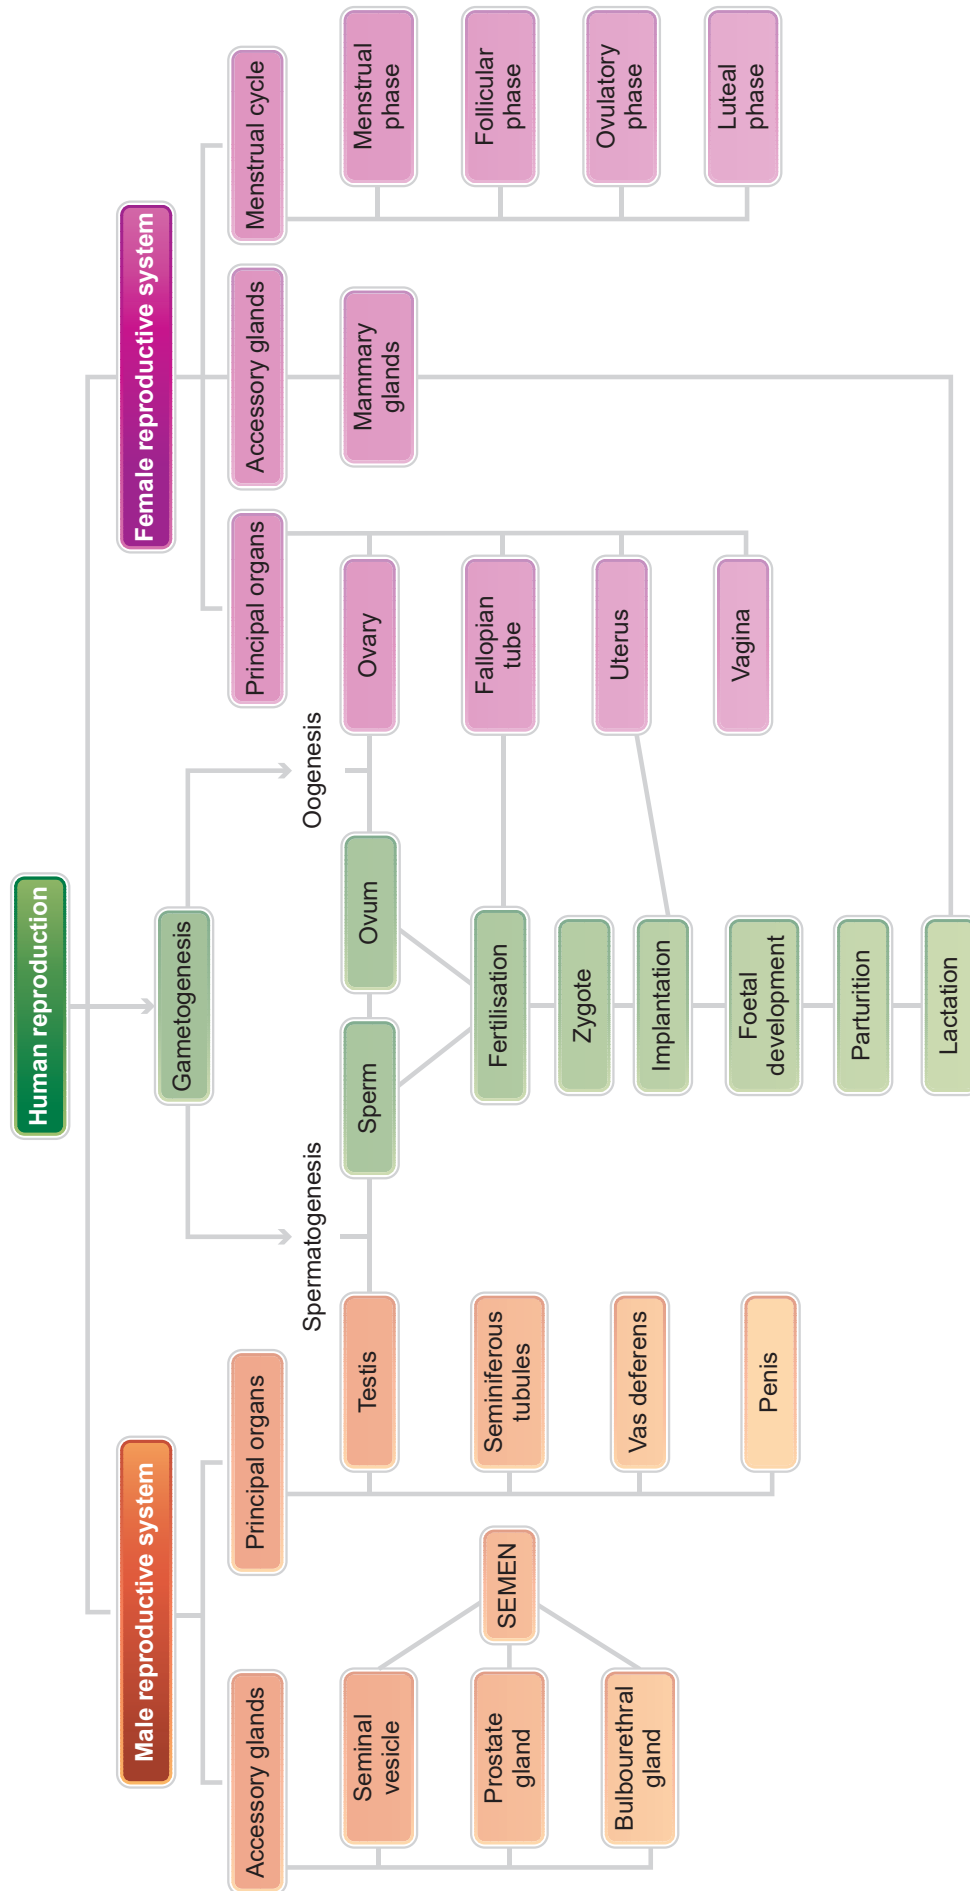 Human reproduction
Male reproductive system
Female reproductive system
Gametogenesis
Accessory glands
Principal organs
Principal organs
Accessory glands
Menstrual cycle
Spermatogenesis
Oogenesis
Seminal
vesicle
Testis
Sperm
Ovum
Ovary
Mammary
glands
Menstrual
phase
Prostate
gland
SEMEN
Seminiferous
tubules
Fertilisation
Fallopian
tube
Follicular
phase
Zygote
Bulbourethral
gland
Vas deferens
Implantation
Uterus
Ovulatory
phase
Penis
Foetal
development
Vagina
Luteal
phase
Parturition
Lactation